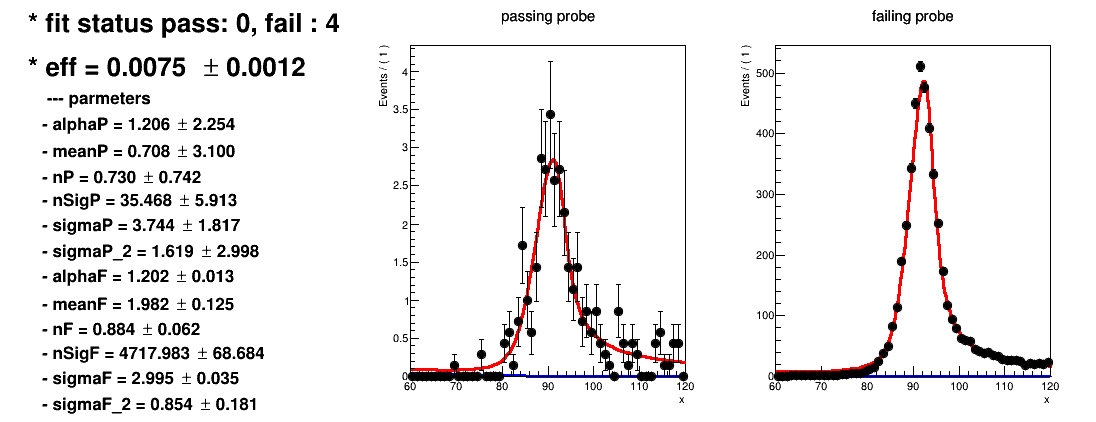 * fit status pass: 0, fail : 4
* eff = 0.0075 ± 0.0012
--- parmeters
- alphaP = 1.206 ± 2.254
- meanP = 0.708 ± 3.100
- nP = 0.730 ± 0.742
- nSigP = 35.468 ± 5.913
- sigmaP = 3.744 ± 1.817
- sigmaP_2 = 1.619 ± 2.998
- alphaF = 1.202 ± 0.013
- meanF = 1.982 ± 0.125
- nF = 0.884 ± 0.062
- nSigF = 4717.983 ± 68.684
- sigmaF = 2.995 ± 0.035
- sigmaF_2 = 0.854 ± 0.181
passing probe
Events / ( 1 )
4
3.5
3
2.5
2
1.5
1
0.5
0
60 70 80 90 100 110 120
x
failing probe
Events / ( 1 )
500
400
300
200
100
0
60 70 80 90 100 110 120
x